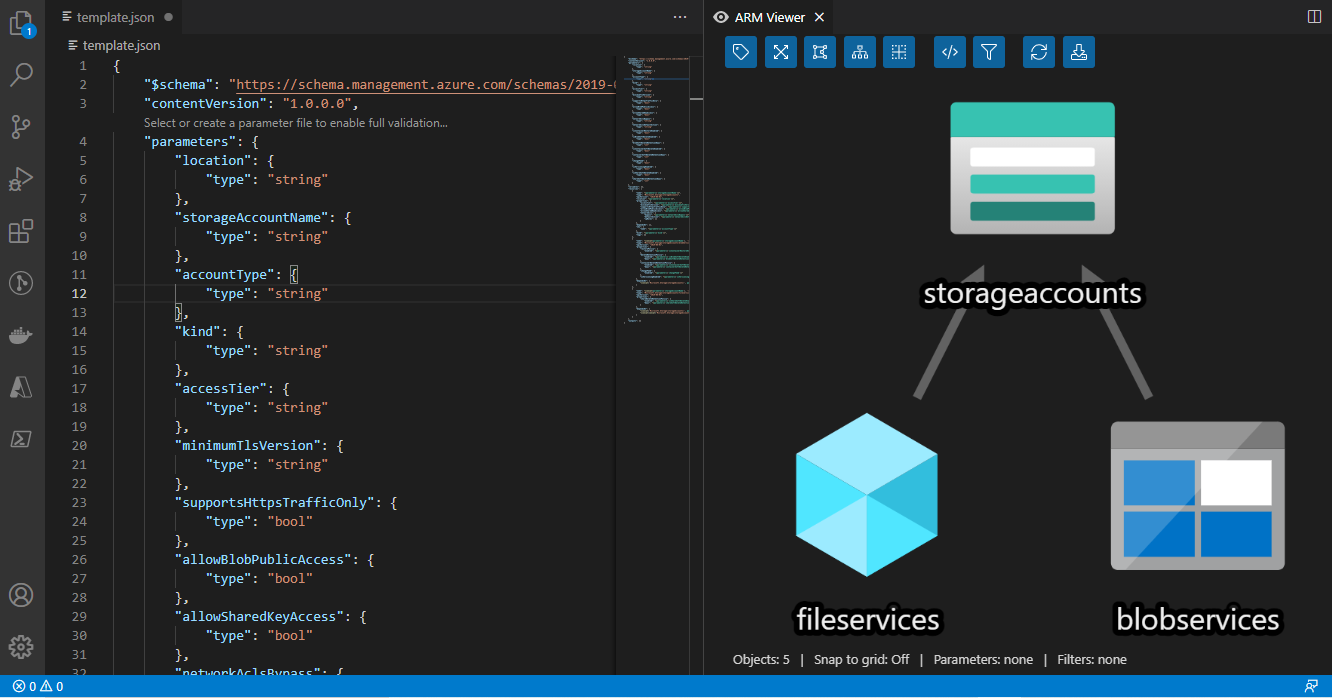 1
template.json
template.json
1 {
2 "$schema": "https://schema.management.azure.com/schemas/2019-0
3 "contentVersion": "1.0.0.0",
Select or create a parameter file to enable full validation...
4 "parameters": {
5 "location": {
6 "type": "string"
7 },
8 "storageAccountName": {
9 "type": "string"
10 },
11 "accountType": {
12 "type": "string"
13 },
14 "kind": {
15 "type": "string"
16 },
17 "accessTier": {
18 "type": "string"
19 },
20 "minimumTlsVersion": {
21 "type": "string"
22 },
23 "supportsHttpsTrafficOnly": {
24 "type": "bool"
25 },
26 "allowBlobPublicAccess": {
27 "type": "bool"
28 },
29 "allowSharedKeyAccess": {
30 "type": "bool"
31 },
32 "networkAclsBypass": {
ARM Viewer
storageaccounts
fileservices
blobservices
Objects: 5 | Snap to grid: Off | Parameters: none | Filters: none
0 0